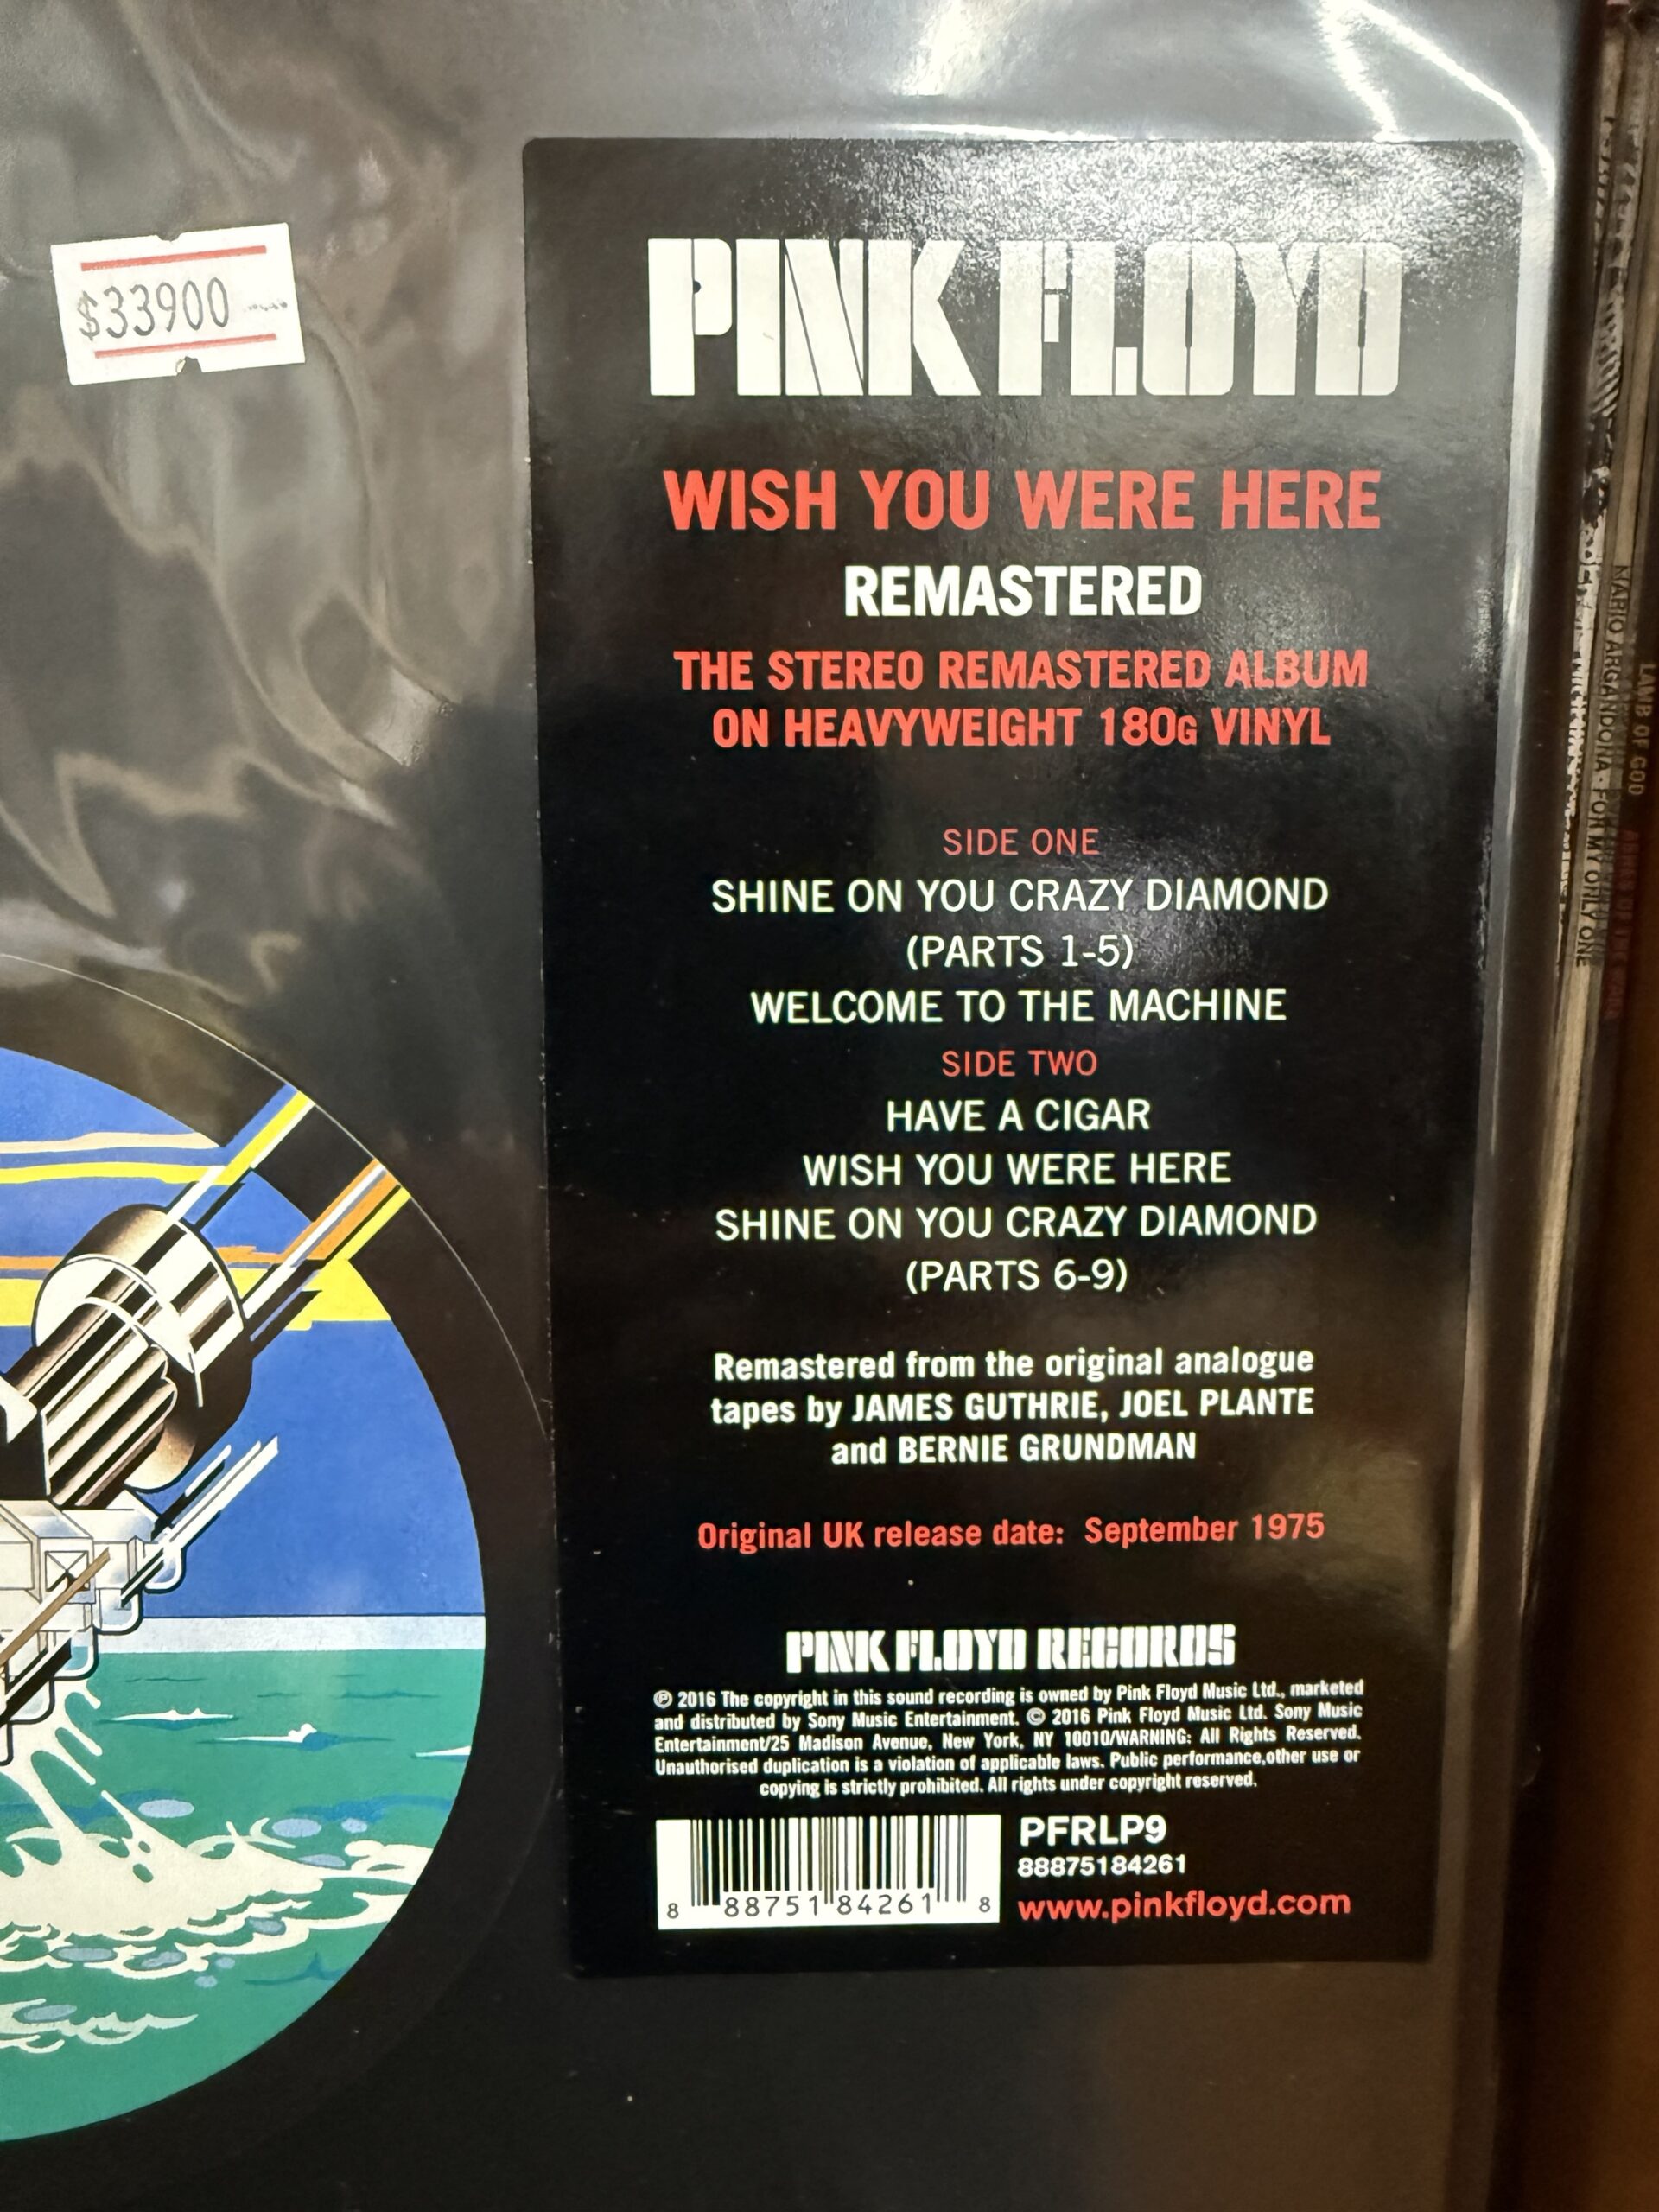 $33900
PINK FLOYD
WISH YOU WERE HERE
REMASTERED
THE STEREO REMASTERED ALBUM
ON HEAVYWEIGHT 180G VINYL
SIDE ONE
SHINE ON YOU CRAZY DIAMOND
(PARTS 1-5)
WELCOME TO THE MACHINE
SIDE TWO
HAVE A CIGAR
WISH YOU WERE HERE
SHINE ON YOU CRAZY DIAMOND
(PARTS 6-9)
Remastered from the original analogue
tapes by JAMES GUTHRIE, JOEL PLANTE
and BERNIE GRUNDMAN
Original UK release date: September 1975
PINK FLOYD RECORDS
℗ 2016 The copyright in this sound recording is owned by Pink Floyd Music Ltd., marketed
and distributed by Sony Music Entertainment. © 2016 Pink Floyd Music Ltd. Sony Music
Entertainment/25 Madison Avenue, New York, NY 10010/WARNING: All Rights Reserved.
Unauthorised duplication is a violation of applicable laws. Public performance,other use or
copying is strictly prohibited. All rights under copyright reserved.
8 88751 84261 8
PFRLP9
88875184261
www.pinkfloyd.com
MARIO ARGANDOÑA · FOR MY ONLY ONE
LAMB OF GOD